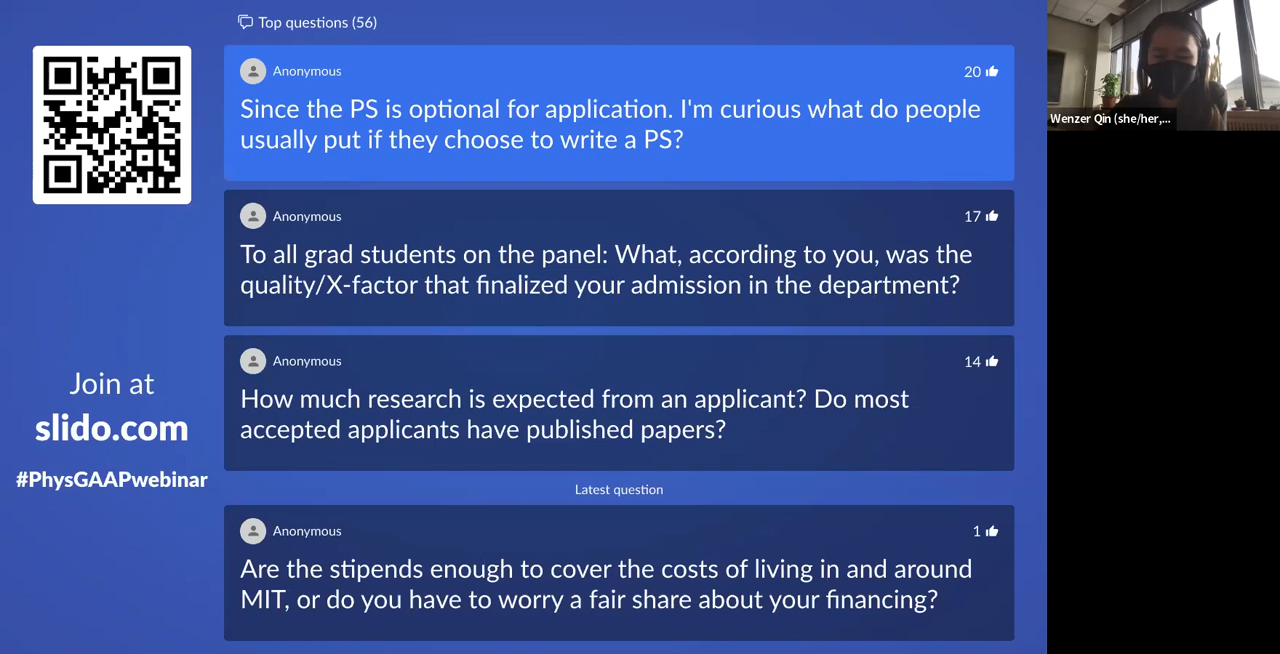 Top questions (56)
Anonymous
20
Since the PS is optional for application. I'm curious what do people
usually put if they choose to write a PS?
Anonymous
17
To all grad students on the panel: What, according to you, was the
quality/X-factor that finalized your admission in the department?
Anonymous
14
How much research is expected from an applicant? Do most
accepted applicants have published papers?
Latest question
Anonymous
1
Are the stipends enough to cover the costs of living in and around
MIT, or do you have to worry a fair share about your financing?
Join at
slido.com
#PhysGAAPwebinar
Wenzer Qin (she/her,...